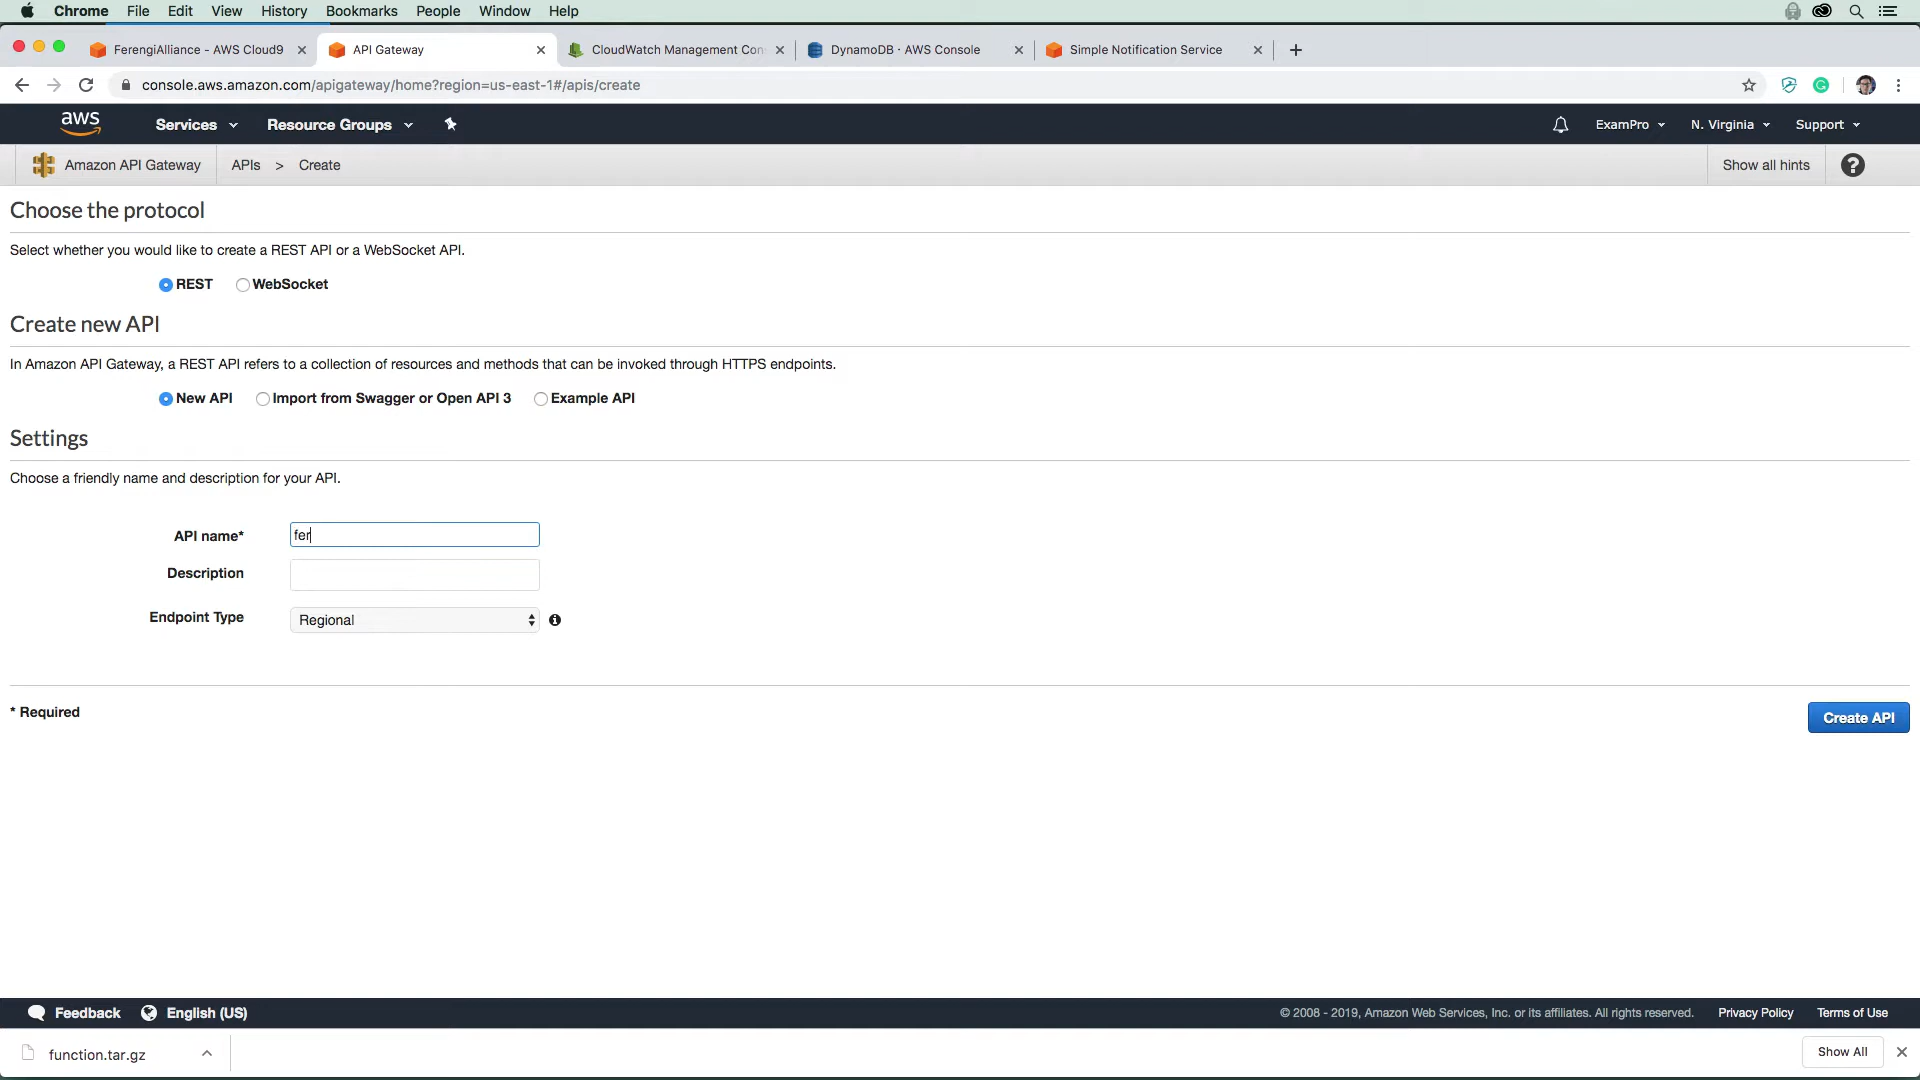 Chrome File Edit View History Bookmarks People Window Help
FerengiAlliance - AWS Cloud9 API Gateway CloudWatch Management Con DynamoDB · AWS Console Simple Notification Service
console.aws.amazon.com/apigateway/home?region=us-east-1#/apis/create
aws Services Resource Groups ExamPro N. Virginia Support
Amazon API Gateway APIs > Create Show all hints ?
Choose the protocol
Select whether you would like to create a REST API or a WebSocket API.
REST WebSocket
Create new API
In Amazon API Gateway, a REST API refers to a collection of resources and methods that can be invoked through HTTPS endpoints.
New API Import from Swagger or Open API 3 Example API
Settings
Choose a friendly name and description for your API.
API name* fer
Description
Endpoint Type Regional
* Required Create API
Feedback English (US) © 2008 - 2019, Amazon Web Services, Inc. or its affiliates. All rights reserved. Privacy Policy Terms of Use
function.tar.gz Show All